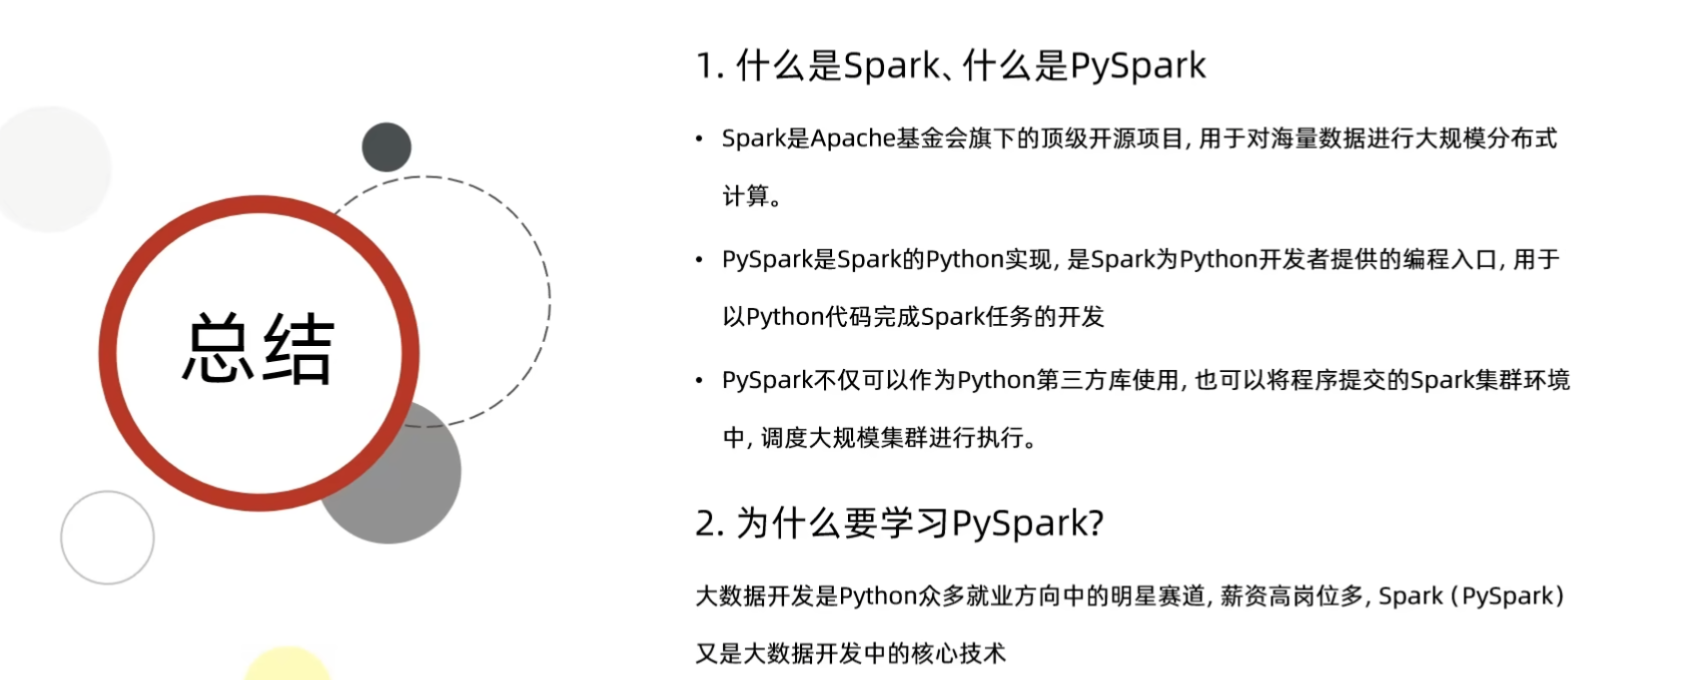 总结
1. 什么是Spark、什么是PySpark
• Spark是Apache基金会旗下的顶级开源项目, 用于对海量数据进行大规模分布式
计算。
• PySpark是Spark的Python实现, 是Spark为Python开发者提供的编程入口, 用于
以Python代码完成Spark任务的开发
• PySpark不仅可以作为Python第三方库使用, 也可以将程序提交的Spark集群环境
中, 调度大规模集群进行执行。
2. 为什么要学习PySpark?
大数据开发是Python众多就业方向中的明星赛道, 薪资高岗位多, Spark（PySpark）
又是大数据开发中的核心技术